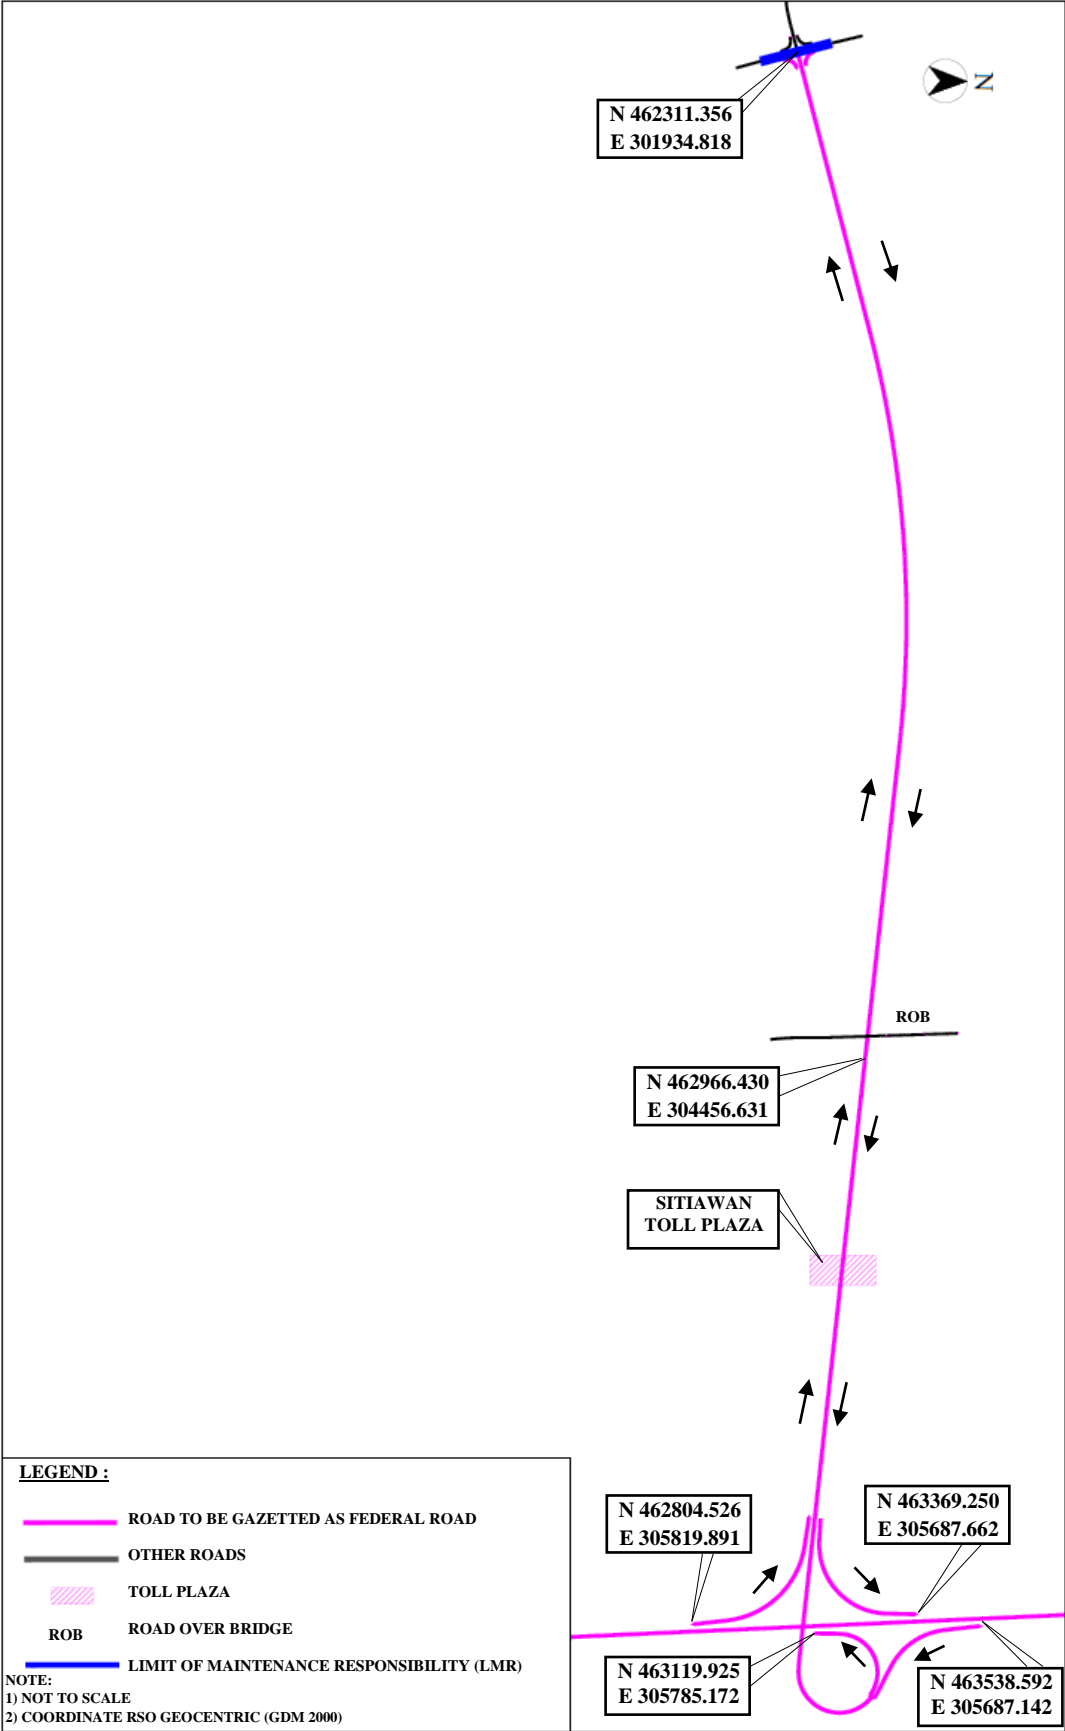 N
N 462311.356
E 301934.818
ROB
N 462966.430
E 304456.631
SITIAWAN
TOLL PLAZA
N 462804.526
E 305819.891
N 463369.250
E 305687.662
N 463119.925
E 305785.172
N 463538.592
E 305687.142
LEGEND :
ROAD TO BE GAZETTED AS FEDERAL ROAD
OTHER ROADS
TOLL PLAZA
ROB ROAD OVER BRIDGE
LIMIT OF MAINTENANCE RESPONSIBILITY (LMR)
NOTE:
1) NOT TO SCALE
2) COORDINATE RSO GEOCENTRIC (GDM 2000)